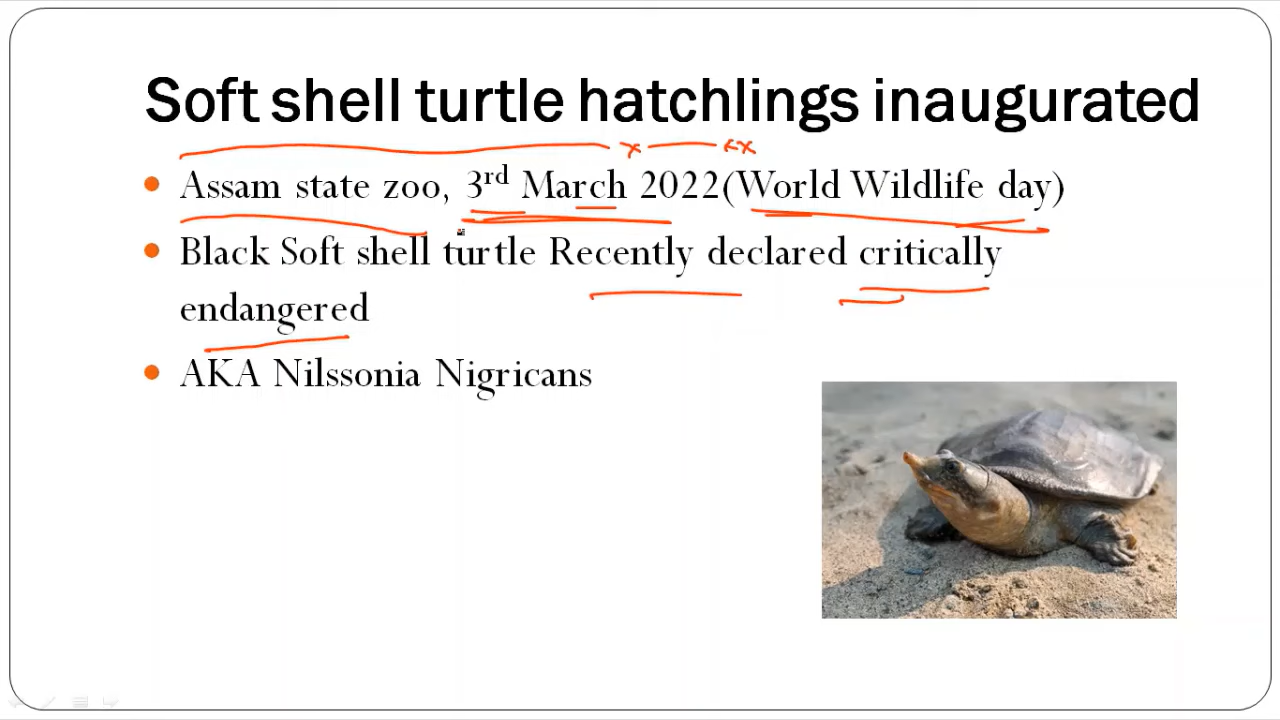 Soft shell turtle hatchlings inaugurated
Assam state zoo, 3rd March 2022(World Wildlife day)
Black Soft shell turtle Recently declared critically
endangered
AKA Nilssonia Nigricans